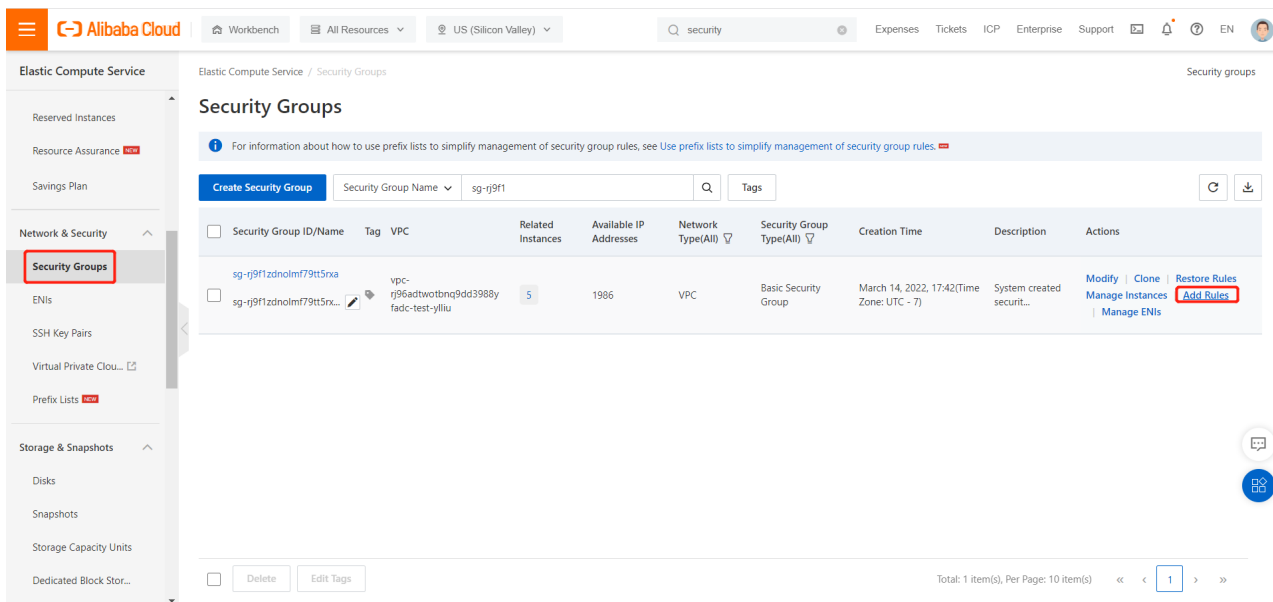 Alibaba Cloud
Workbench
All Resources
US (Silicon Valley)
security
Expenses
Tickets
ICP
Enterprise
Support
EN
Elastic Compute Service
Reserved Instances
Resource Assurance NEW
Savings Plan
Network & Security
Security Groups
ENIs
SSH Key Pairs
Virtual Private Clou...
Prefix Lists NEW
Storage & Snapshots
Disks
Snapshots
Storage Capacity Units
Dedicated Block Stor...
Elastic Compute Service / Security Groups
Security groups
Security Groups
For information about how to use prefix lists to simplify management of security group rules, see Use prefix lists to simplify management of security group rules.
Create Security Group
Security Group Name
sg-rj9f1
Tags
Security Group ID/Name
Tag
VPC
Related
Instances
Available IP
Addresses
Network
Type(All)
Security Group
Type(All)
Creation Time
Description
Actions
sg-rj9f1zdnolmf79tt5rxa
sg-rj9f1zdnolmf79tt5rx...
vpc-
rj96adtwotbnq9dd3988y
fadc-test-ylliu
5
1986
VPC
Basic Security
Group
March 14, 2022, 17:42(Time
Zone: UTC - 7)
System created
securit...
Modify | Clone | Restore Rules
Manage Instances Add Rules
| Manage ENIs
Delete
Edit Tags
Total: 1 item(s), Per Page: 10 item(s)
« ‹ 1 › »